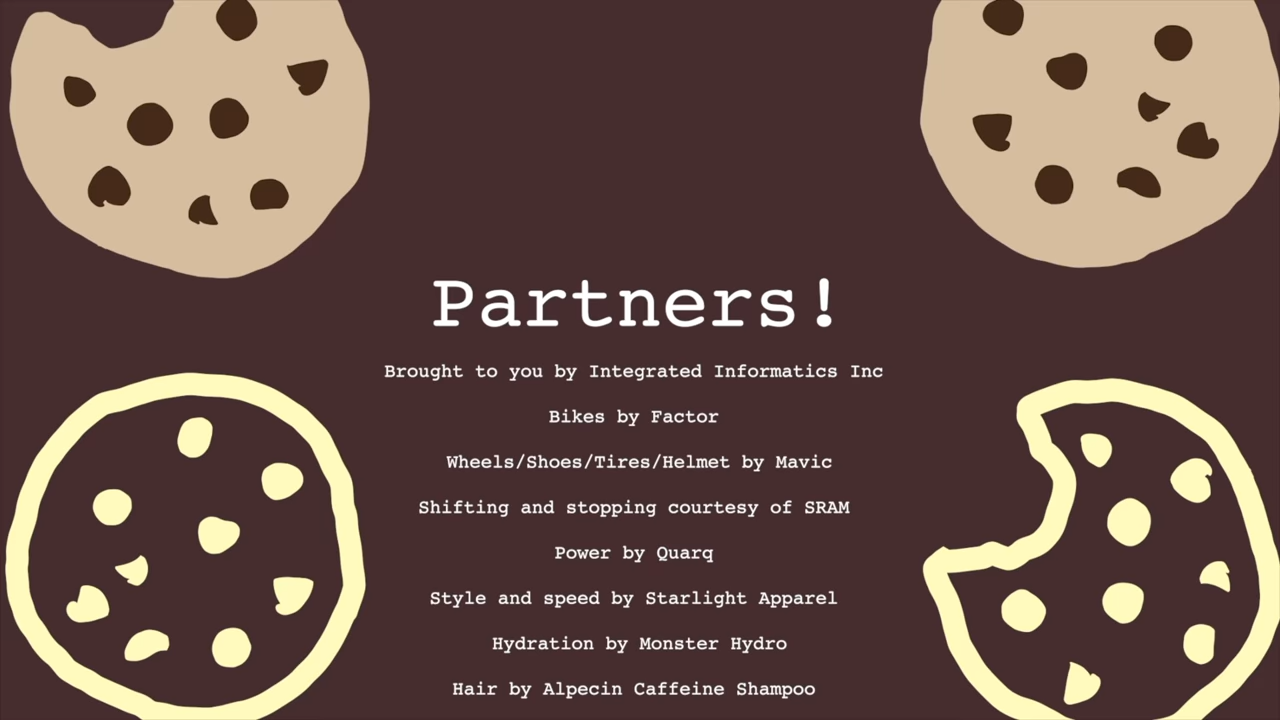 Partners!
Brought to you by Integrated Informatics Inc
Bikes by Factor
Wheels/Shoes/Tires/Helmet by Mavic
Shifting and stopping courtesy of SRAM
Power by Quarq
Style and speed by Starlight Apparel
Hydration by Monster Hydro
Hair by Alpecin Caffeine Shampoo